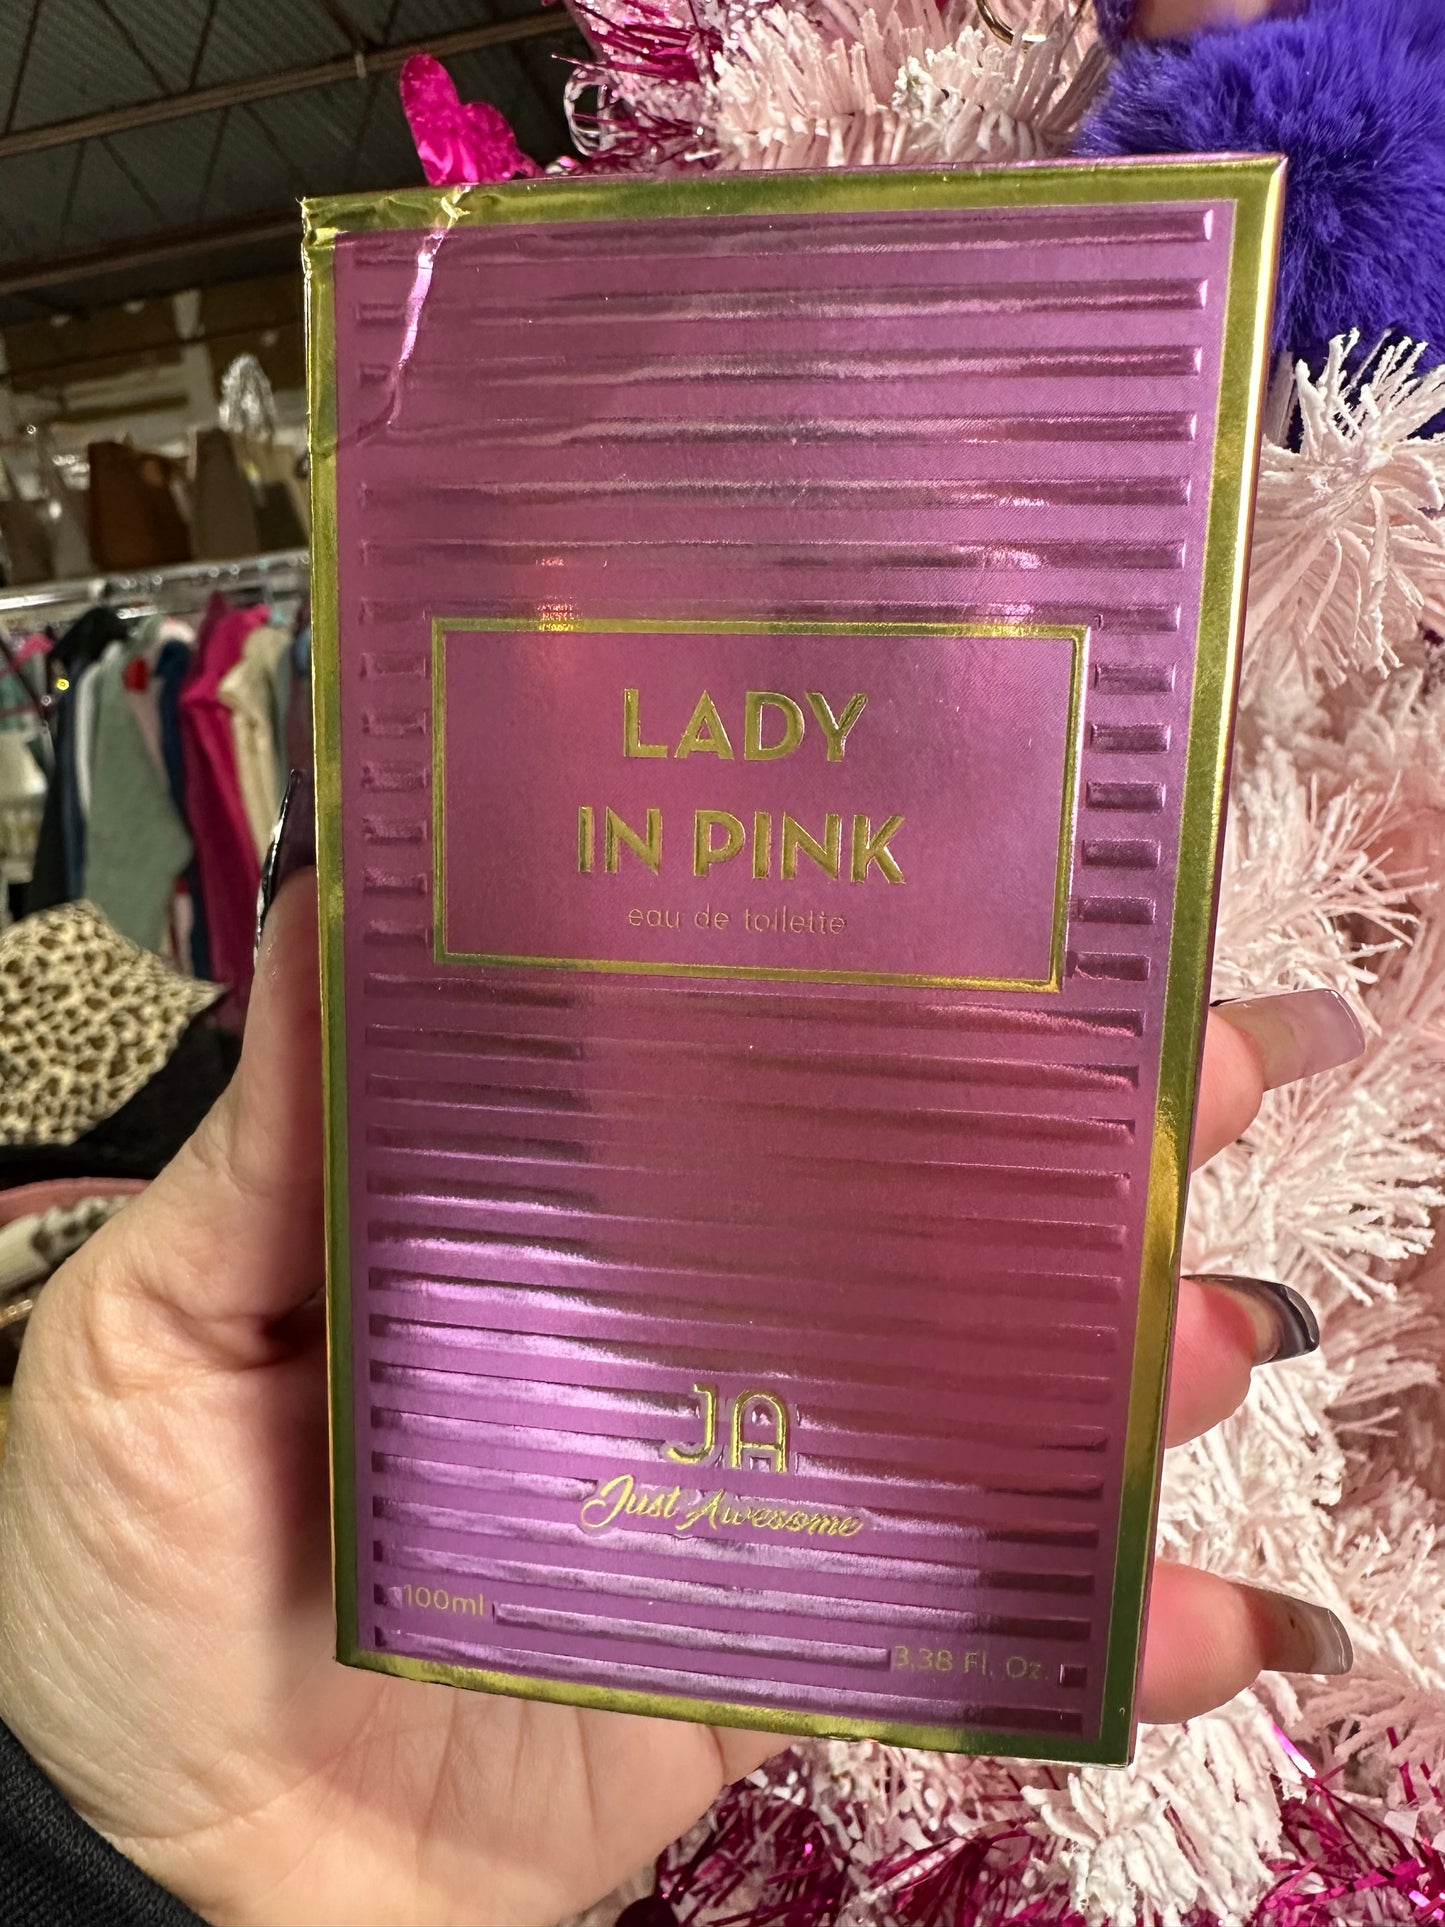 LADY
IN PINK
eau de toilette
JA
Just Awesome
100ml
3.38 Fl. Oz.